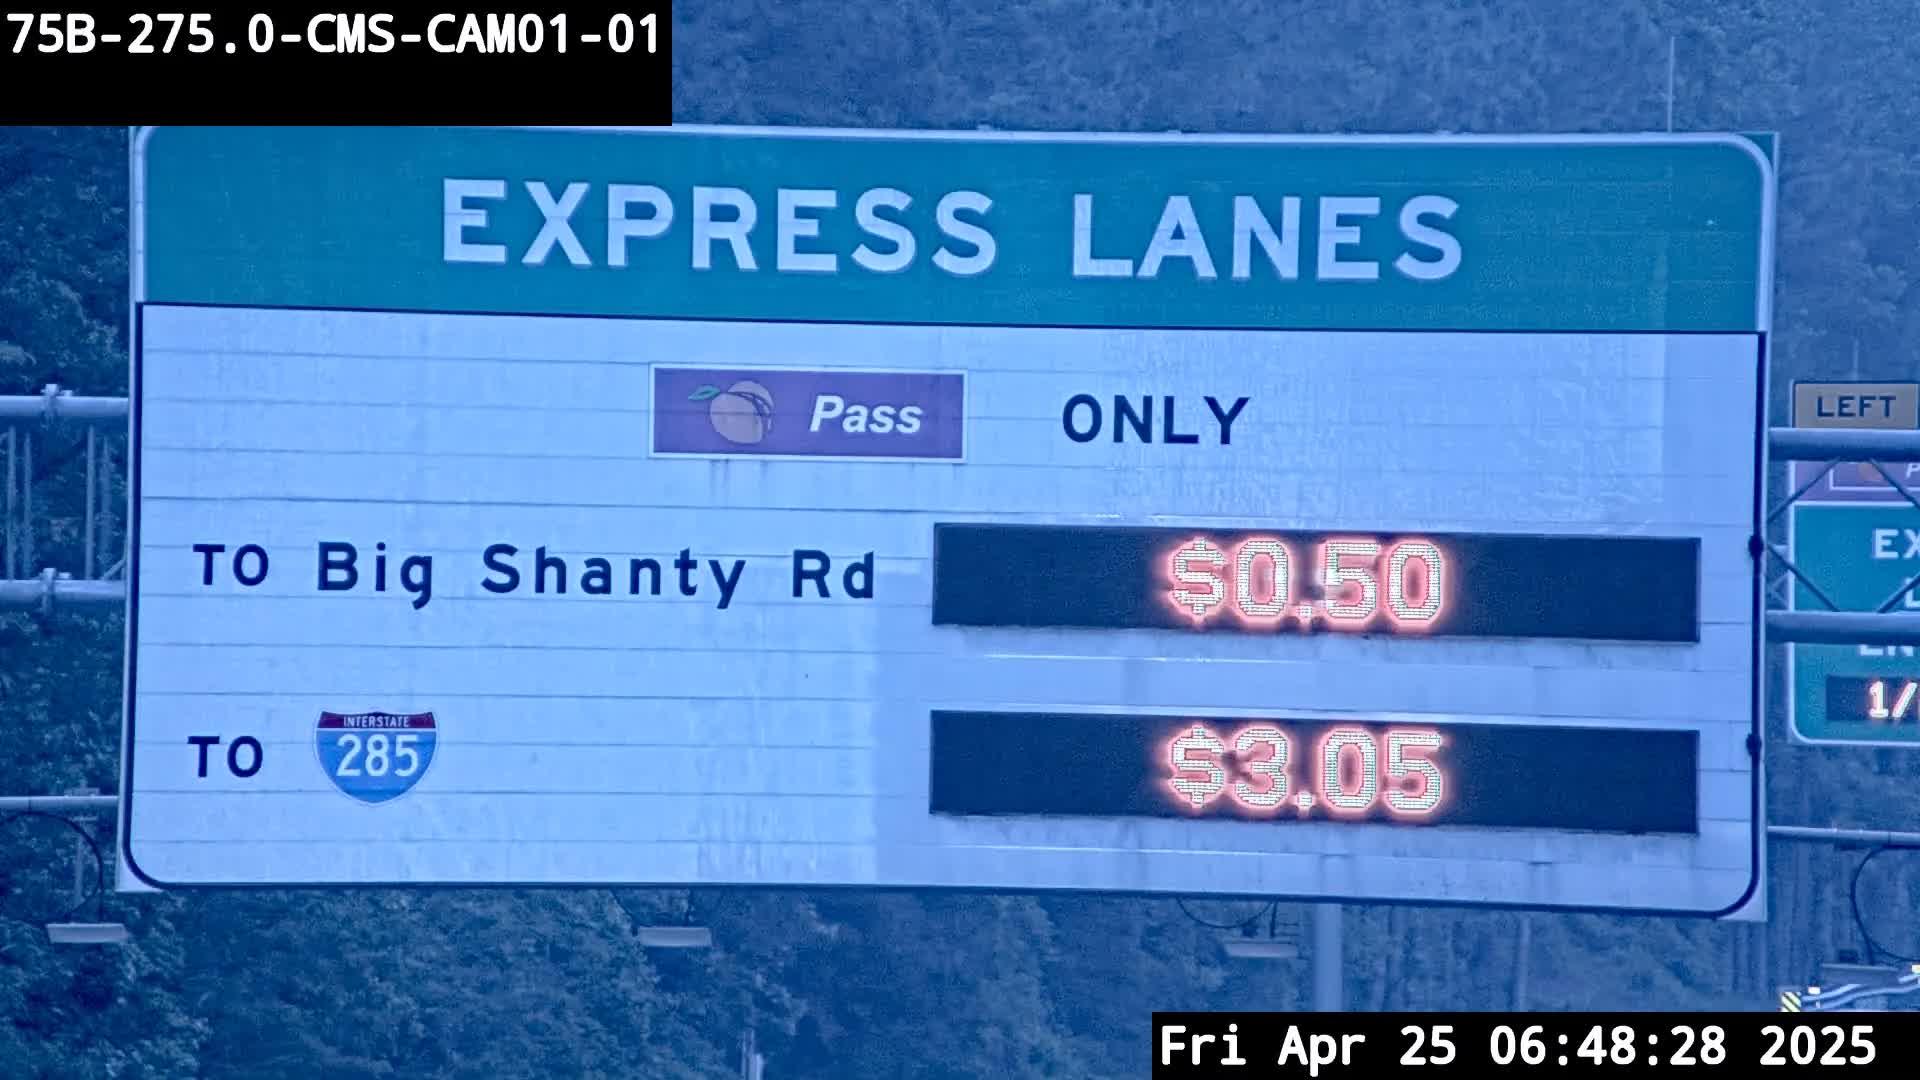 75B-275.0-CMS-CAM01-01
EXPRESS LANES
Pass ONLY
LEFT
TO Big Shanty Rd $0.50
TO INTERSTATE 285 $3.05
Fri Apr 25 06:48:28 2025